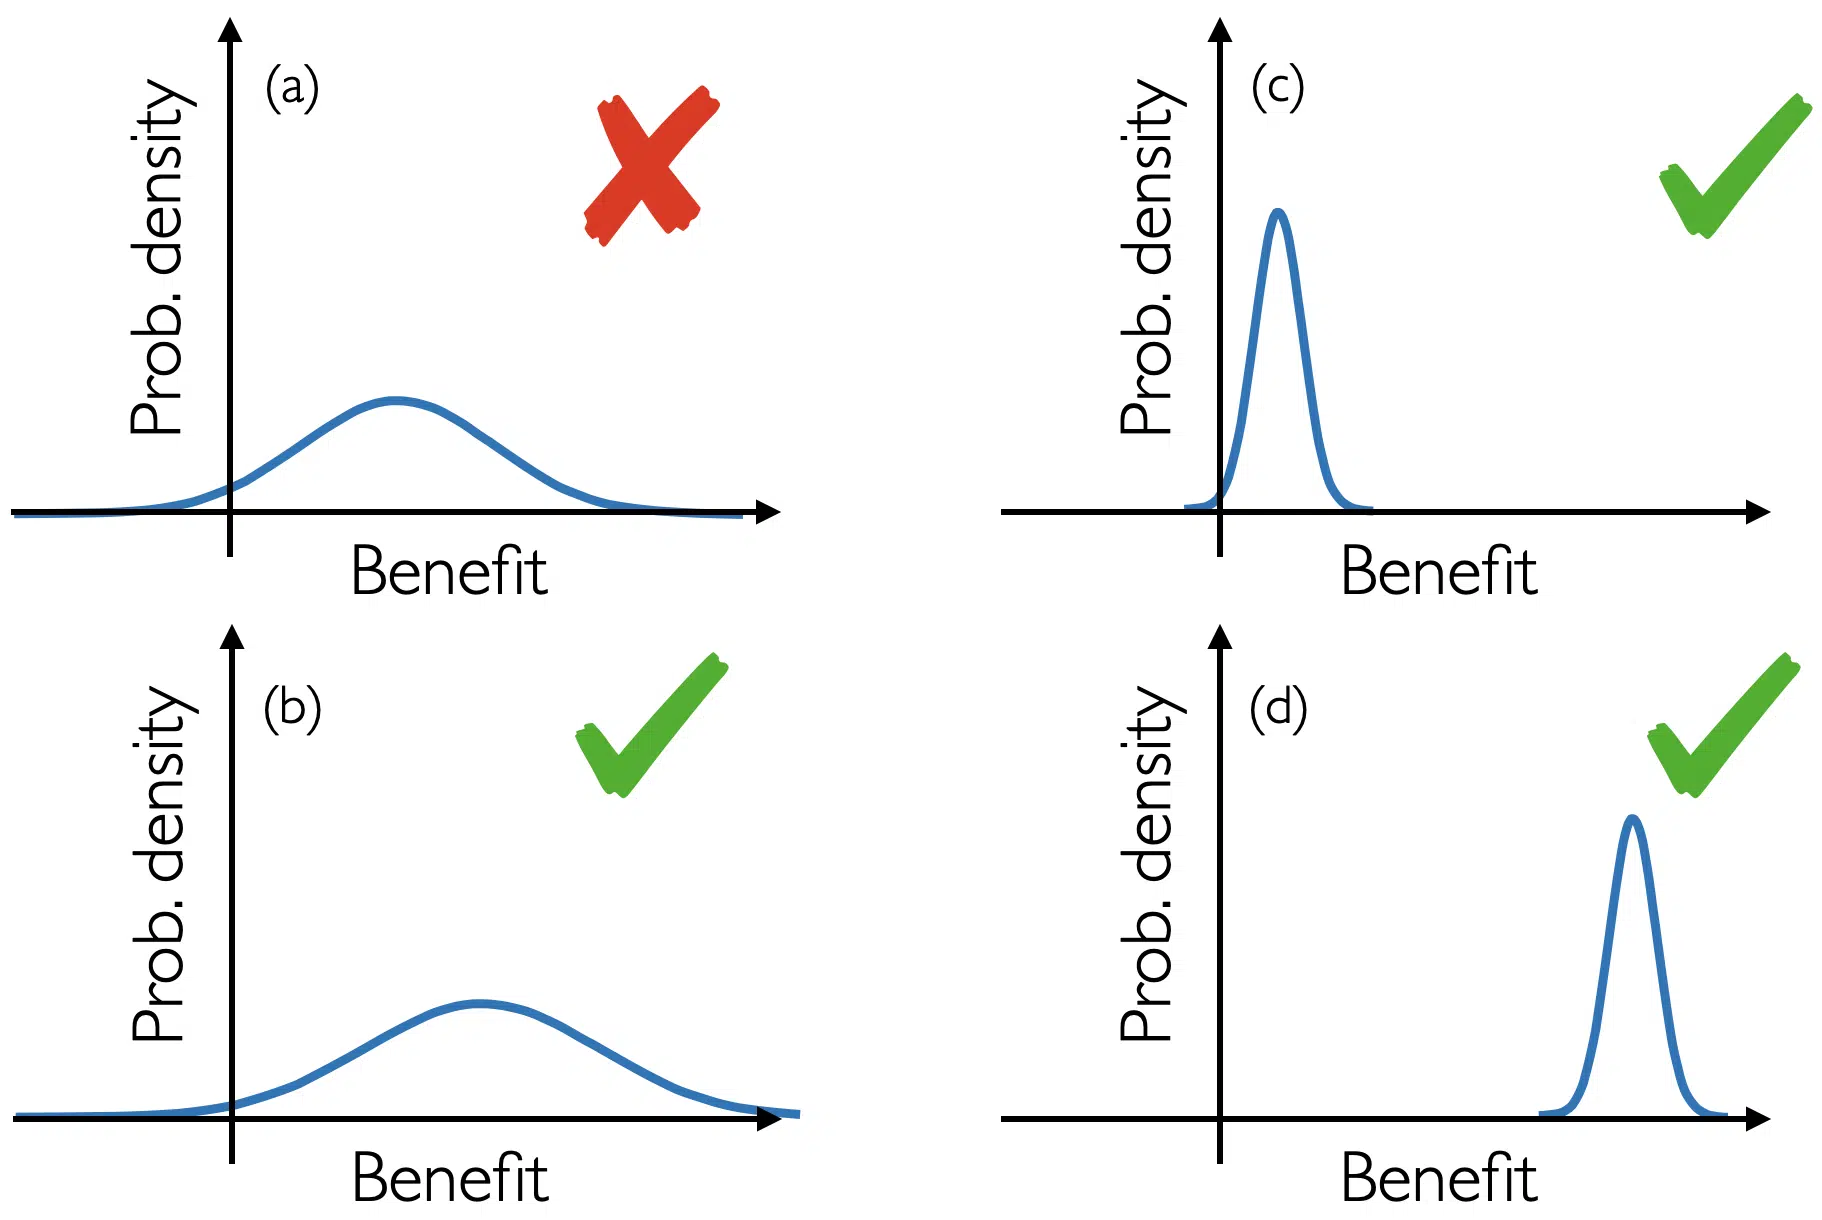 (a)
Prob. density
Benefit
(c)
Prob. density
Benefit
(b)
Prob. density
Benefit
(d)
Prob. density
Benefit